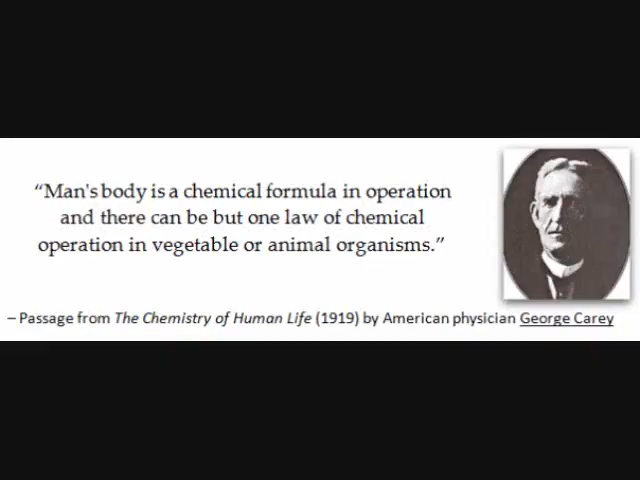 “Man's body is a chemical formula in operation
and there can be but one law of chemical
operation in vegetable or animal organisms.”
– Passage from The Chemistry of Human Life (1919) by American physician George Carey